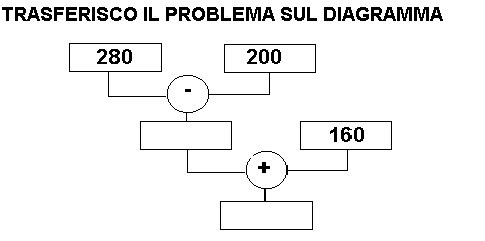 TRASFERISCO IL PROBLEMA SUL DIAGRAMMA
280 200
-
160
+